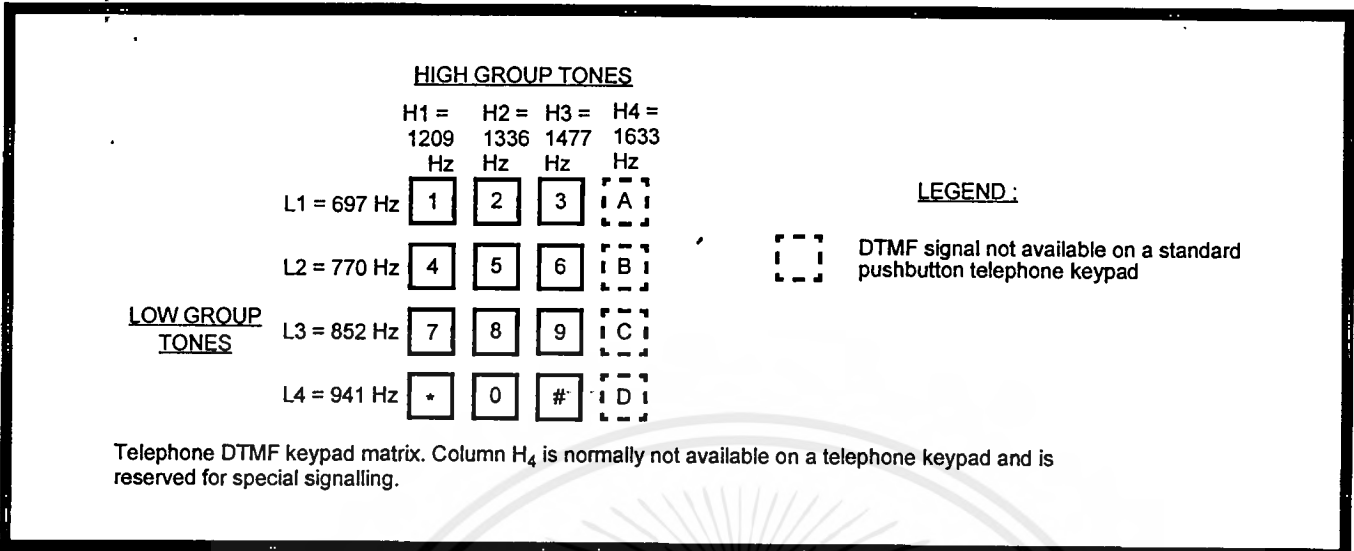 HIGH GROUP TONES
H1 = H2 = H3 = H4 =
1209 1336 1477 1633
Hz Hz Hz Hz
L1 = 697 Hz 1 2 3 A
LEGEND :
L2 = 770 Hz 4 5 6 B
DTMF signal not available on a standard
pushbutton telephone keypad
LOW GROUP
TONES
L3 = 852 Hz 7 8 9 C
L4 = 941 Hz * 0 # D
Telephone DTMF keypad matrix. Column H₄ is normally not available on a telephone keypad and is
reserved for special signalling.